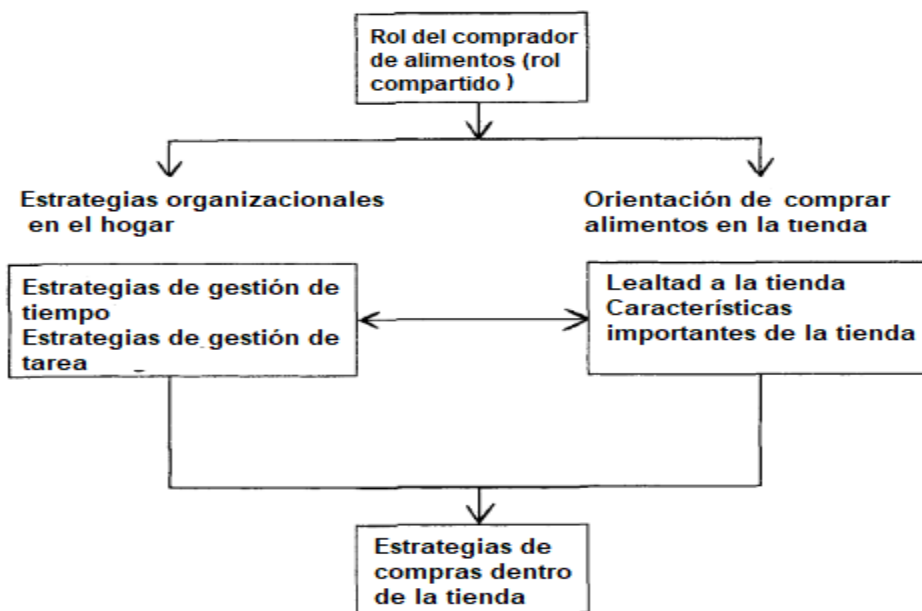 Rol del comprador
de alimentos (rol
compartido )
Estrategias organizacionales
en el hogar
Orientación de comprar
alimentos en la tienda
Estrategias de gestión de
tiempo
Estrategias de gestión de
tarea
Lealtad a la tienda
Características
importantes de la tienda
Estrategias de
compras dentro
de la tienda